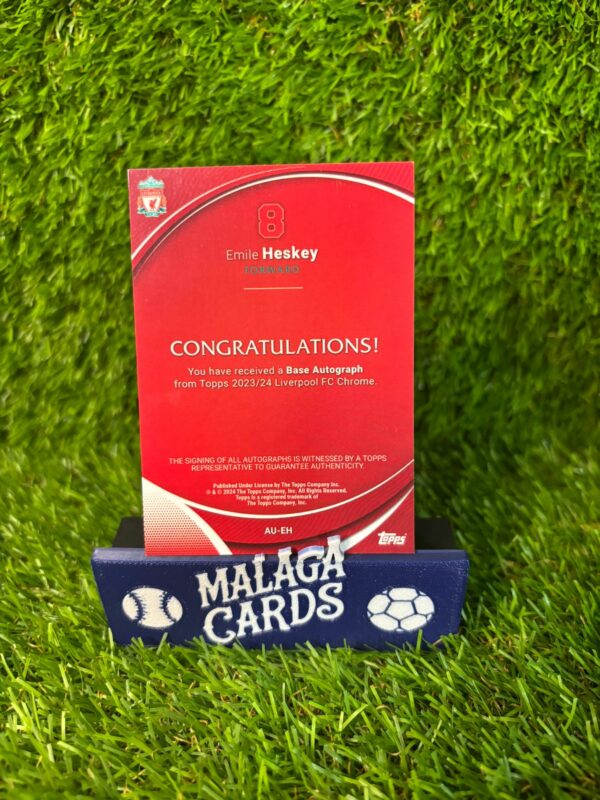 8
Emile Heskey
FORWARD
CONGRATULATIONS!
You have received a Base Autograph
from Topps 2023/24 Liverpool FC Chrome.
THE SIGNING OF ALL AUTOGRAPHS IS WITNESSED BY A TOPPS
REPRESENTATIVE TO GUARANTEE AUTHENTICITY.
Published Under License by The Topps Company Inc.
® & © 2024 The Topps Company, Inc. All Rights Reserved.
Topps is a registered trademark of
The Topps Company, Inc.
AU-EH
Topps
MALAGA
CARDS